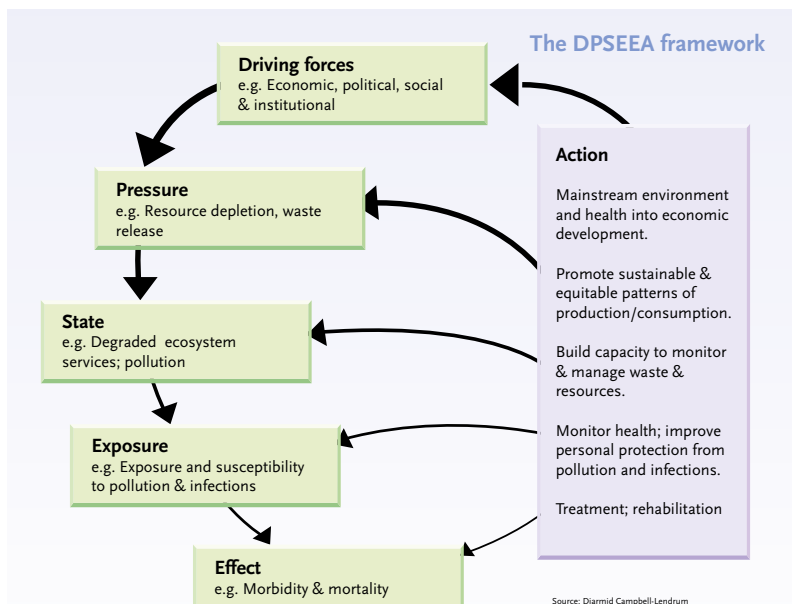 The DPSEEA framework
Driving forces
e.g. Economic, political, social
& institutional
Pressure
e.g. Resource depletion, waste
release
State
e.g. Degraded ecosystem
services; pollution
Exposure
e.g. Exposure and susceptibility
to pollution & infections
Effect
e.g. Morbidity & mortality
Action
Mainstream environment
and health into economic
development.
Promote sustainable &
equitable patterns of
production/consumption.
Build capacity to monitor
& manage waste &
resources.
Monitor health; improve
personal protection from
pollution and infections.
Treatment; rehabilitation
Source: Diarmid Campbell-Lendrum